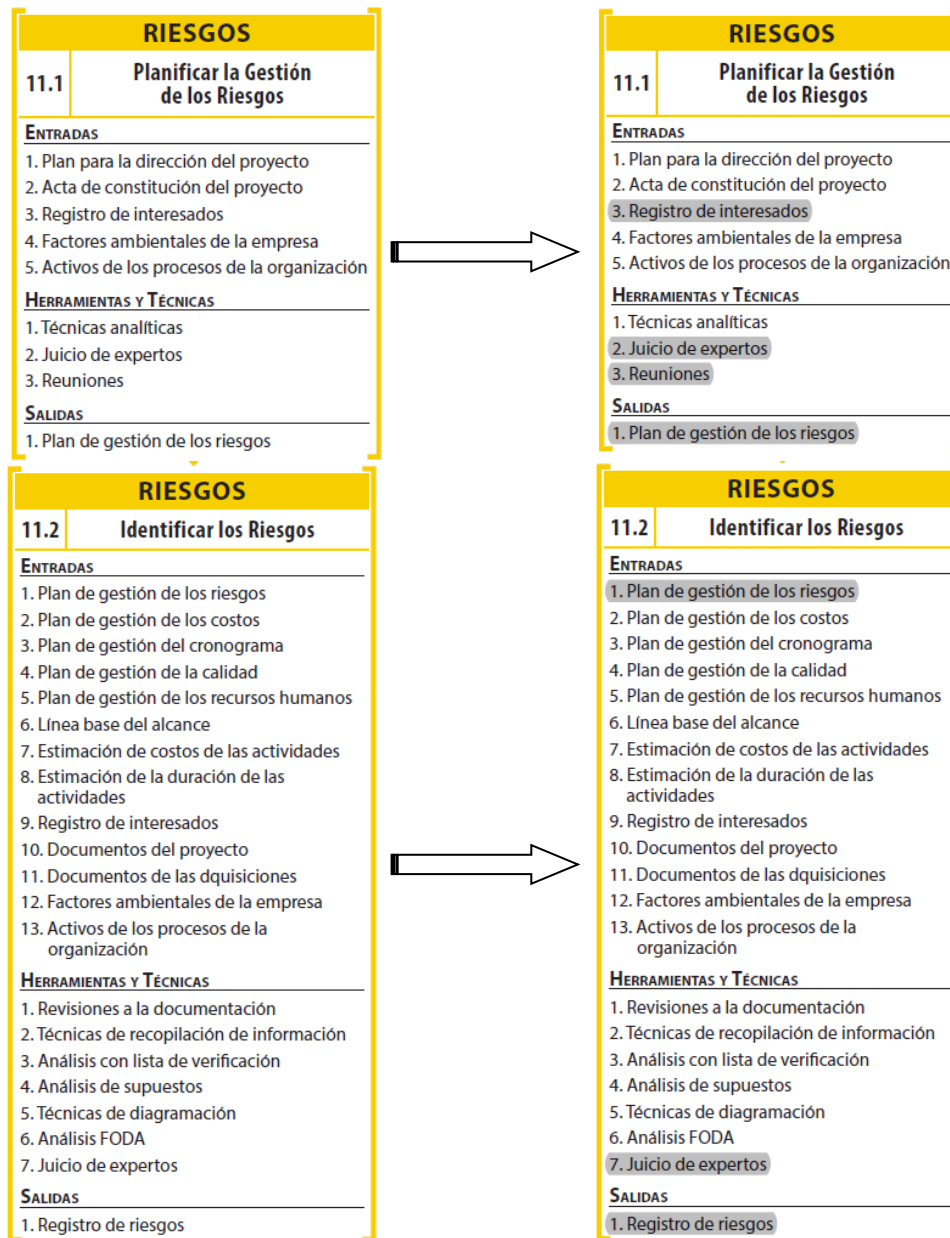 RIESGOS
11.1 Planificar la Gestión
de los Riesgos
ENTRADAS
1. Plan para la dirección del proyecto
2. Acta de constitución del proyecto
3. Registro de interesados
4. Factores ambientales de la empresa
5. Activos de los procesos de la organización
HERRAMIENTAS Y TÉCNICAS
1. Técnicas analíticas
2. Juicio de expertos
3. Reuniones
SALIDAS
1. Plan de gestión de los riesgos
RIESGOS
11.2 Identificar los Riesgos
ENTRADAS
1. Plan de gestión de los riesgos
2. Plan de gestión de los costos
3. Plan de gestión del cronograma
4. Plan de gestión de la calidad
5. Plan de gestión de los recursos humanos
6. Línea base del alcance
7. Estimación de costos de las actividades
8. Estimación de la duración de las
actividades
9. Registro de interesados
10. Documentos del proyecto
11. Documentos de las dquisiciones
12. Factores ambientales de la empresa
13. Activos de los procesos de la
organización
HERRAMIENTAS Y TÉCNICAS
1. Revisiones a la documentación
2. Técnicas de recopilación de información
3. Análisis con lista de verificación
4. Análisis de supuestos
5. Técnicas de diagramación
6. Análisis FODA
7. Juicio de expertos
SALIDAS
1. Registro de riesgos
RIESGOS
11.1 Planificar la Gestión
de los Riesgos
ENTRADAS
1. Plan para la dirección del proyecto
2. Acta de constitución del proyecto
3. Registro de interesados
4. Factores ambientales de la empresa
5. Activos de los procesos de la organización
HERRAMIENTAS Y TÉCNICAS
1. Técnicas analíticas
2. Juicio de expertos
3. Reuniones
SALIDAS
1. Plan de gestión de los riesgos
RIESGOS
11.2 Identificar los Riesgos
ENTRADAS
1. Plan de gestión de los riesgos
2. Plan de gestión de los costos
3. Plan de gestión del cronograma
4. Plan de gestión de la calidad
5. Plan de gestión de los recursos humanos
6. Línea base del alcance
7. Estimación de costos de las actividades
8. Estimación de la duración de las
actividades
9. Registro de interesados
10. Documentos del proyecto
11. Documentos de las dquisiciones
12. Factores ambientales de la empresa
13. Activos de los procesos de la
organización
HERRAMIENTAS Y TÉCNICAS
1. Revisiones a la documentación
2. Técnicas de recopilación de información
3. Análisis con lista de verificación
4. Análisis de supuestos
5. Técnicas de diagramación
6. Análisis FODA
7. Juicio de expertos
SALIDAS
1. Registro de riesgos